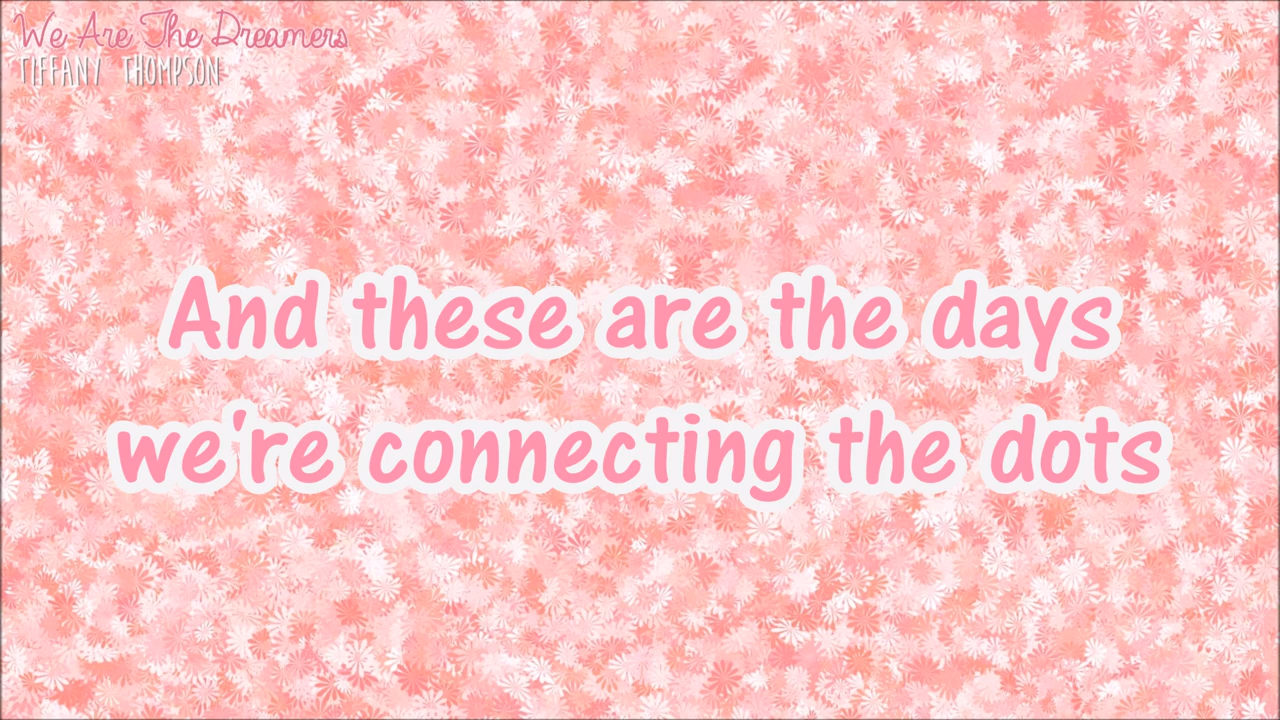 We Are The Dreamers
TIFFANY THOMPSON
And these are the days
we're connecting the dots